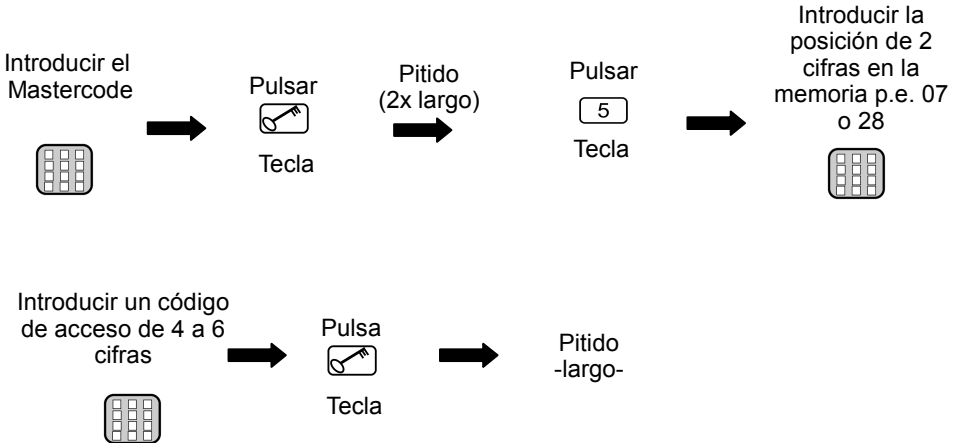 Introducir el
Mastercode
Pulsar
Tecla
Pitido
(2x largo)
Pulsar
5
Tecla
Introducir la
posición de 2
cifras en la
memoria p.e. 07
o 28
Introducir un código
de acceso de 4 a 6
cifras
Pulsa
Tecla
Pitido
-largo-